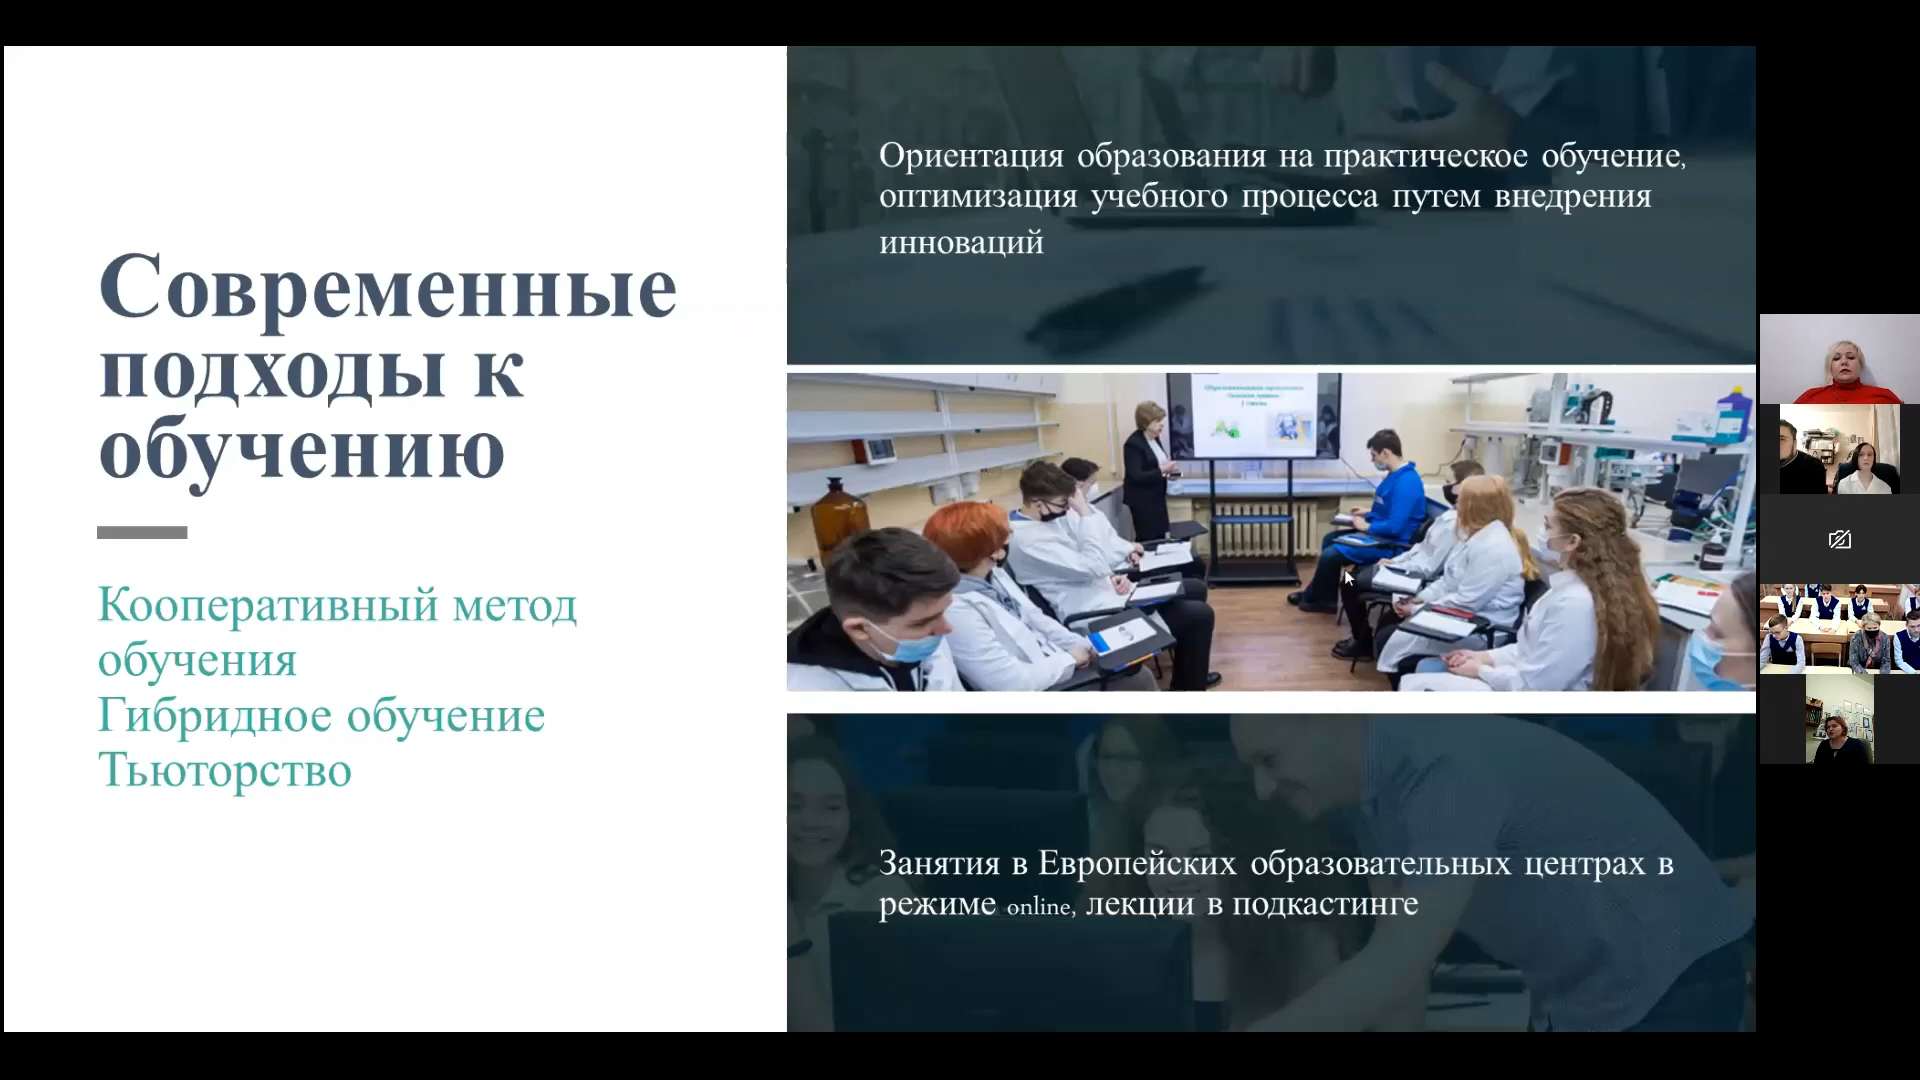 Современные
подходы к
обучению
Кооперативный метод
обучения
Гибридное обучение
Тьюторство
Ориентация образования на практическое обучение,
оптимизация учебного процесса путем внедрения
инноваций
Занятия в Европейских образовательных центрах в
режиме online, лекции в подкастинге